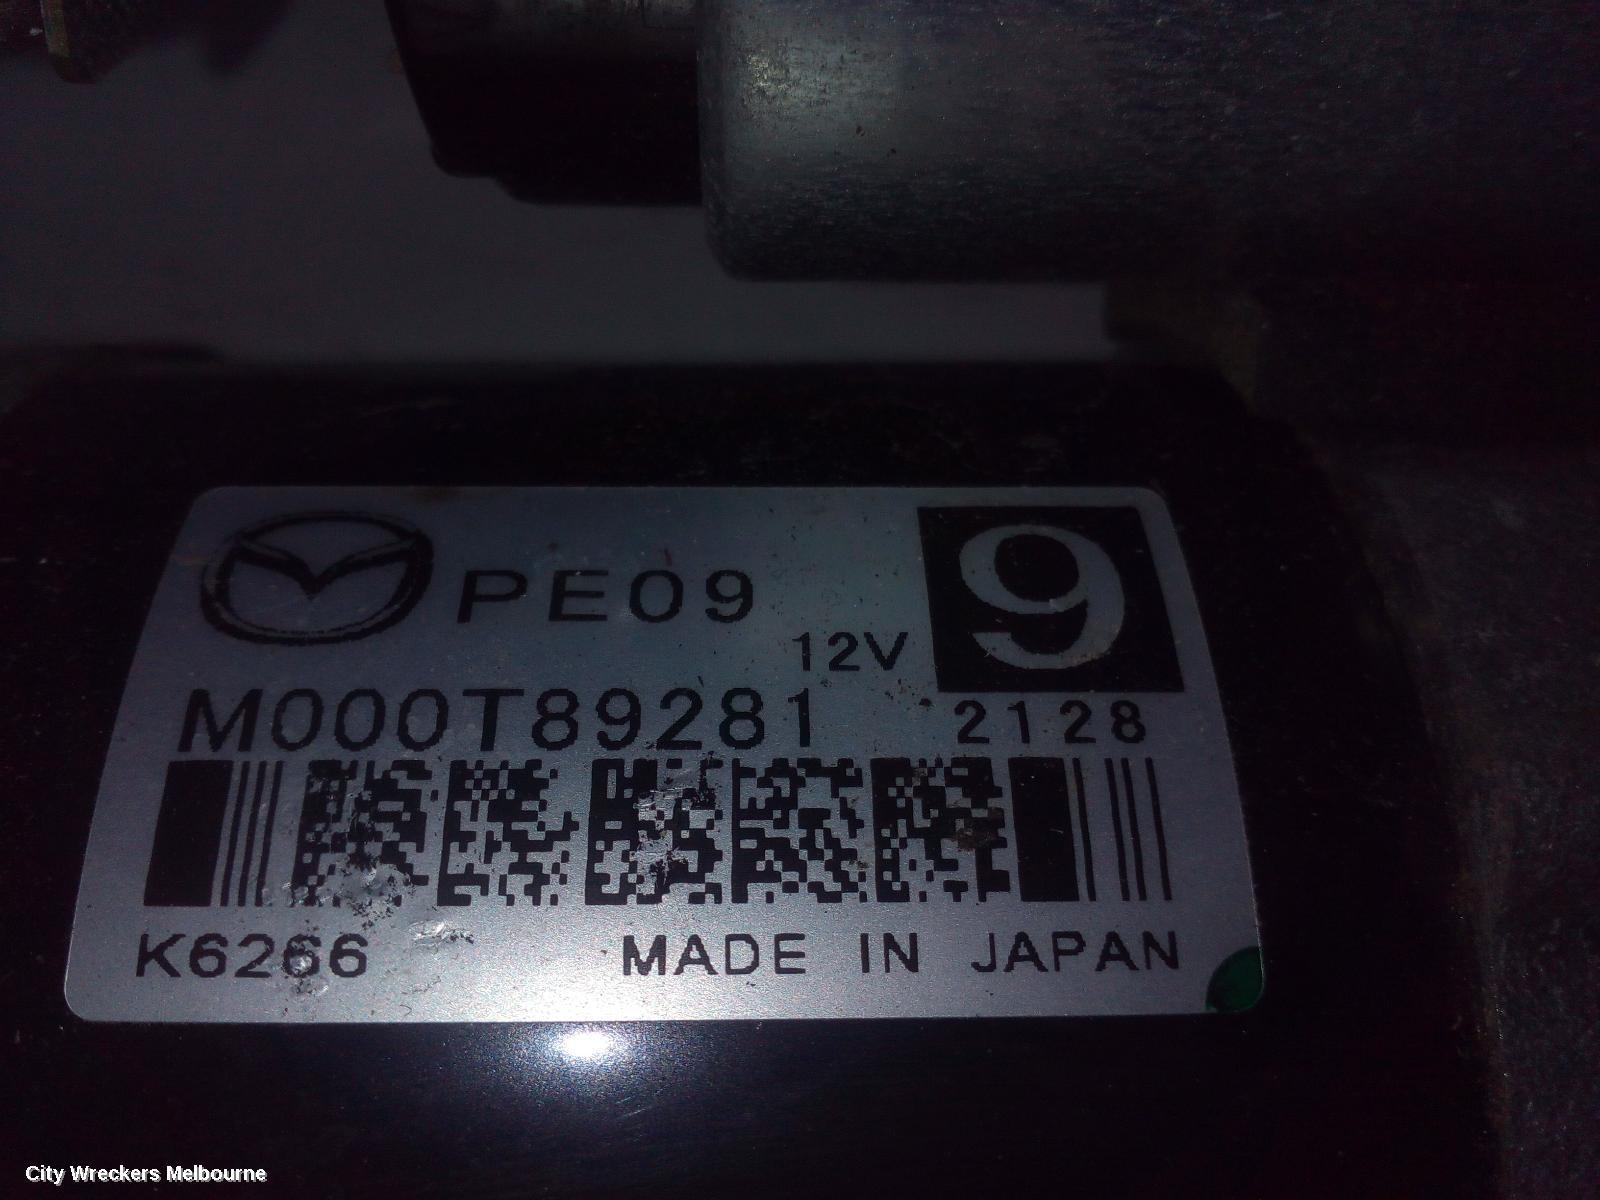 PE09
9
12V
M000T89281
2128
K6266
MADE IN JAPAN
City Wreckers Melbourne